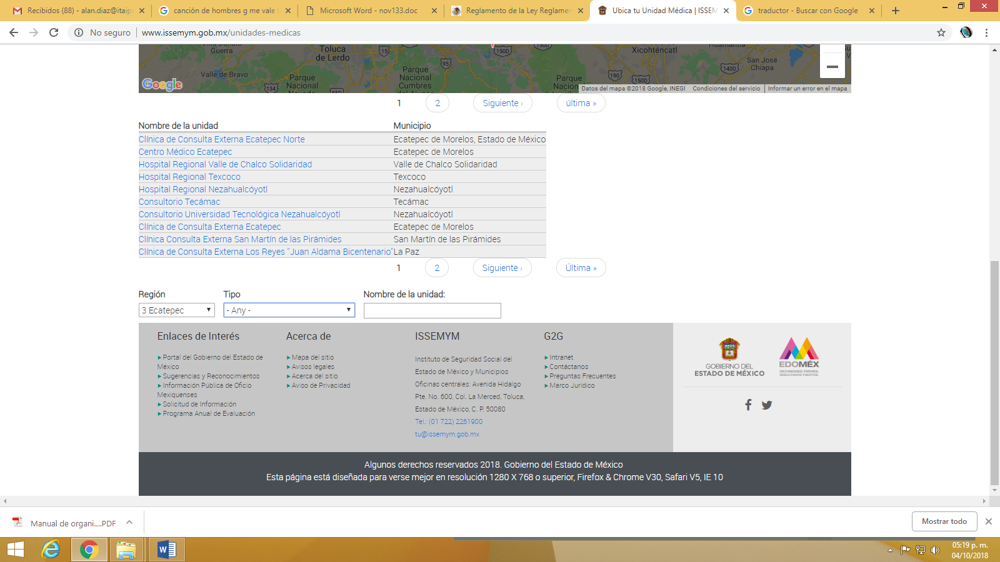 Recibidos (88) - alan.diaz@itaip
canción de hombres g me vale
Microsoft Word - nov133.doc
Reglamento de la Ley Reglamen
Ubica tu Unidad Médica | ISSEM
traductor - Buscar con Google
No seguro
www.issemym.gob.mx/unidades-medicas
Guerra
Toluca
de Lerdo
Valle de Bravo
Parque
Nacional
Parque
Nacional
Cumbres
Parque
Nacional
Xicohténcatl
Huamantla
San José
Chiapa
15D
95
134
55D
150D
150D
190
150D
140D
Google
Datos del mapa ©2018 Google, INEGI
Condiciones del servicio
Informar un error en el mapa
1 2 Siguiente › última »
Nombre de la unidad Municipio
Clínica de Consulta Externa Ecatepec Norte Ecatepec de Morelos, Estado de México
Centro Médico Ecatepec Ecatepec de Morelos
Hospital Regional Valle de Chalco Solidaridad Valle de Chalco Solidaridad
Hospital Regional Texcoco Texcoco
Hospital Regional Nezahualcóyotl Nezahualcóyotl
Consultorio Tecámac Tecámac
Consultorio Universidad Tecnológica Nezahualcóyotl Nezahualcóyotl
Clínica de Consulta Externa Ecatepec Ecatepec de Morelos
Clínica Consulta Externa San Martín de las Pirámides San Martín de las Pirámides
Clínica de Consulta Externa Los Reyes "Juan Aldama Bicentenario" La Paz
1 2 Siguiente › Última »
Región Tipo Nombre de la unidad:
3 Ecatepec - Any -
Enlaces de Interés
Portal del Gobierno del Estado de
México
Sugerencias y Reconocimientos
Información Pública de Oficio
Mexiquenses
Solicitud de Información
Programa Anual de Evaluación
Acerca de
Mapa del sitio
Avisos legales
Acerca del sitio
Aviso de Privacidad
ISSEMYM
Instituto de Seguridad Social del
Estado de México y Municipios
Oficinas centrales: Avenida Hidalgo
Pte. No. 600, Col. La Merced, Toluca,
Estado de México, C. P. 50080
Tel.: (01 722) 2261900
tu@issemym.gob.mx
G2G
Intranet
Contáctanos
Preguntas Frecuentes
Marco Jurídico
GOBIERNO DEL
ESTADO DE MÉXICO
EDOMÉX
DECISIONES FIRMES,
RESULTADOS FUERTES.
Algunos derechos reservados 2018. Gobierno del Estado de México
Esta página está diseñada para verse mejor en resolución 1280 X 768 o superior, Firefox & Chrome V30, Safari V5, IE 10
Manual de organi....PDF
Mostrar todo
05:19 p. m.
04/10/2018